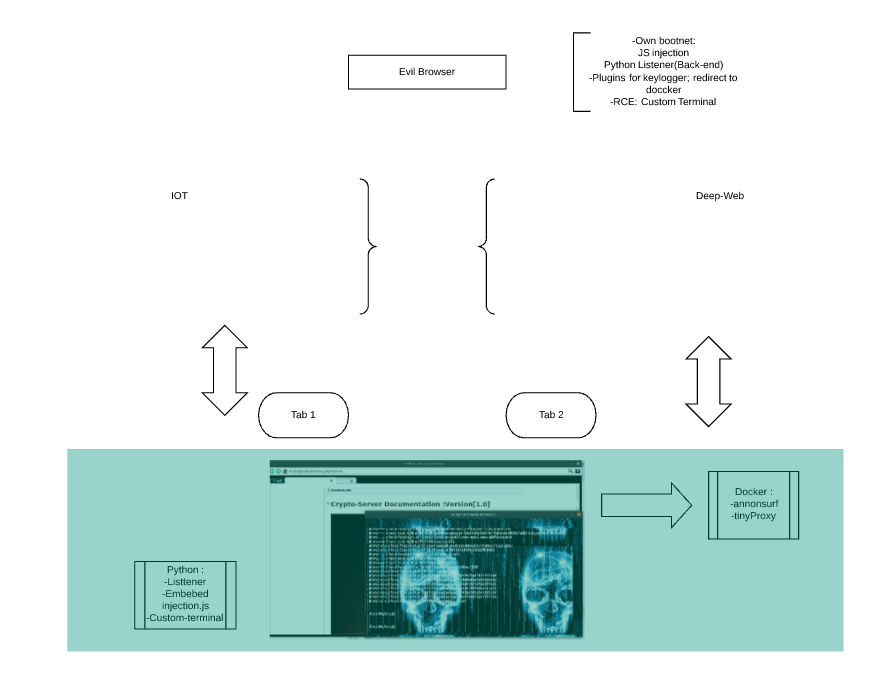 -Own bootnet:
JS injection
Python Listener(Back-end)
-Plugins for keylogger; redirect to
doccker
-RCE: Custom Terminal
Evil Browser
IOT
Deep-Web
Tab 1
Tab 2
Crypto-Server Documentation :Version[1.0]
Docker :
-annonsurf
-tinyProxy
Python :
-Listtener
-Embebed
injection.js
-Custom-terminal